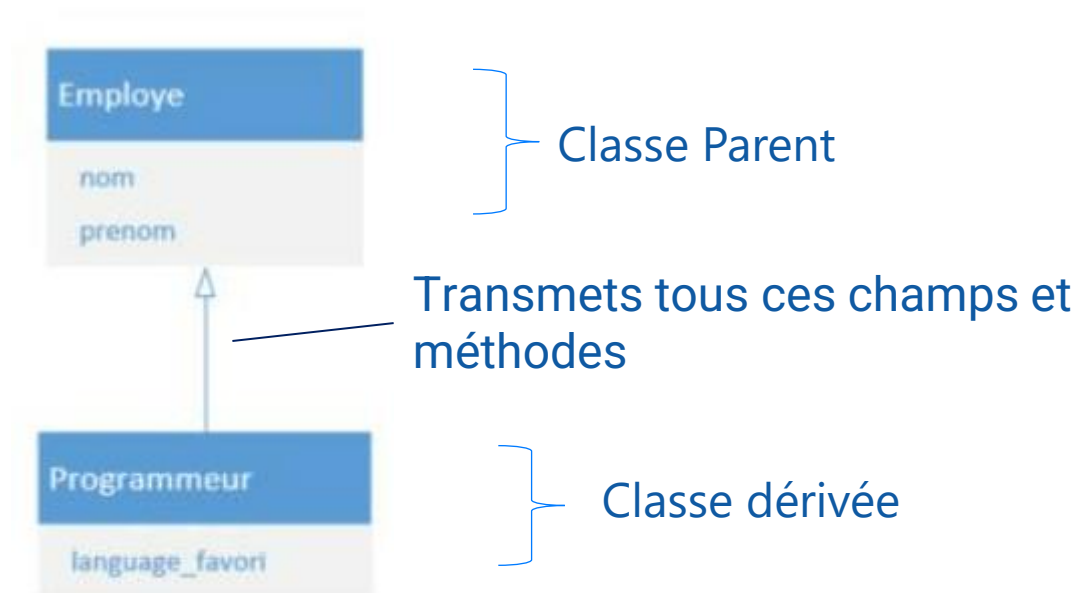 Employe
nom
prenom
Classe Parent
Transmets tous ces champs et
méthodes
Programmeur
language_favori
Classe dérivée